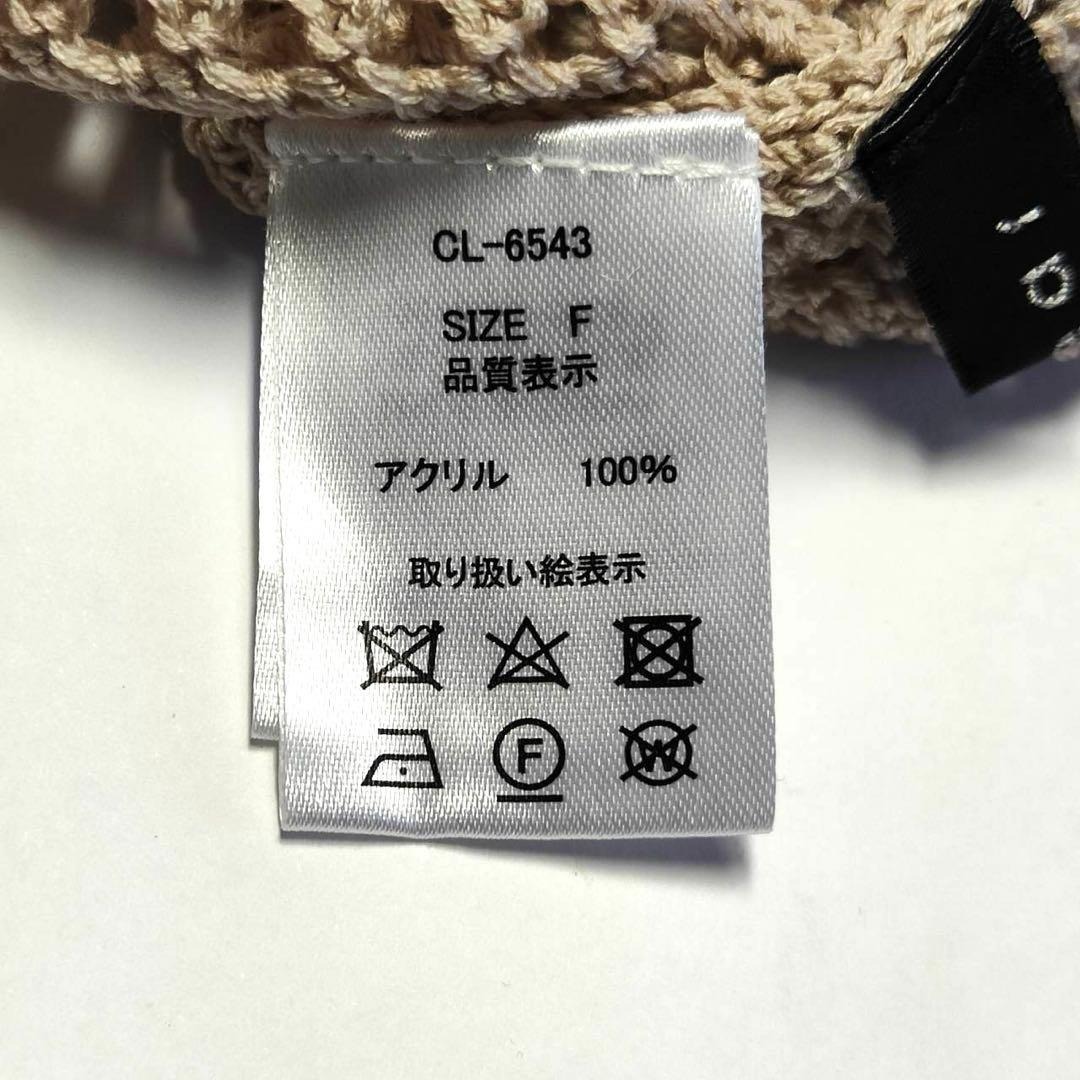 CL-6543
SIZE F
品質表示
アクリル 100%
取り扱い絵表示
F
W